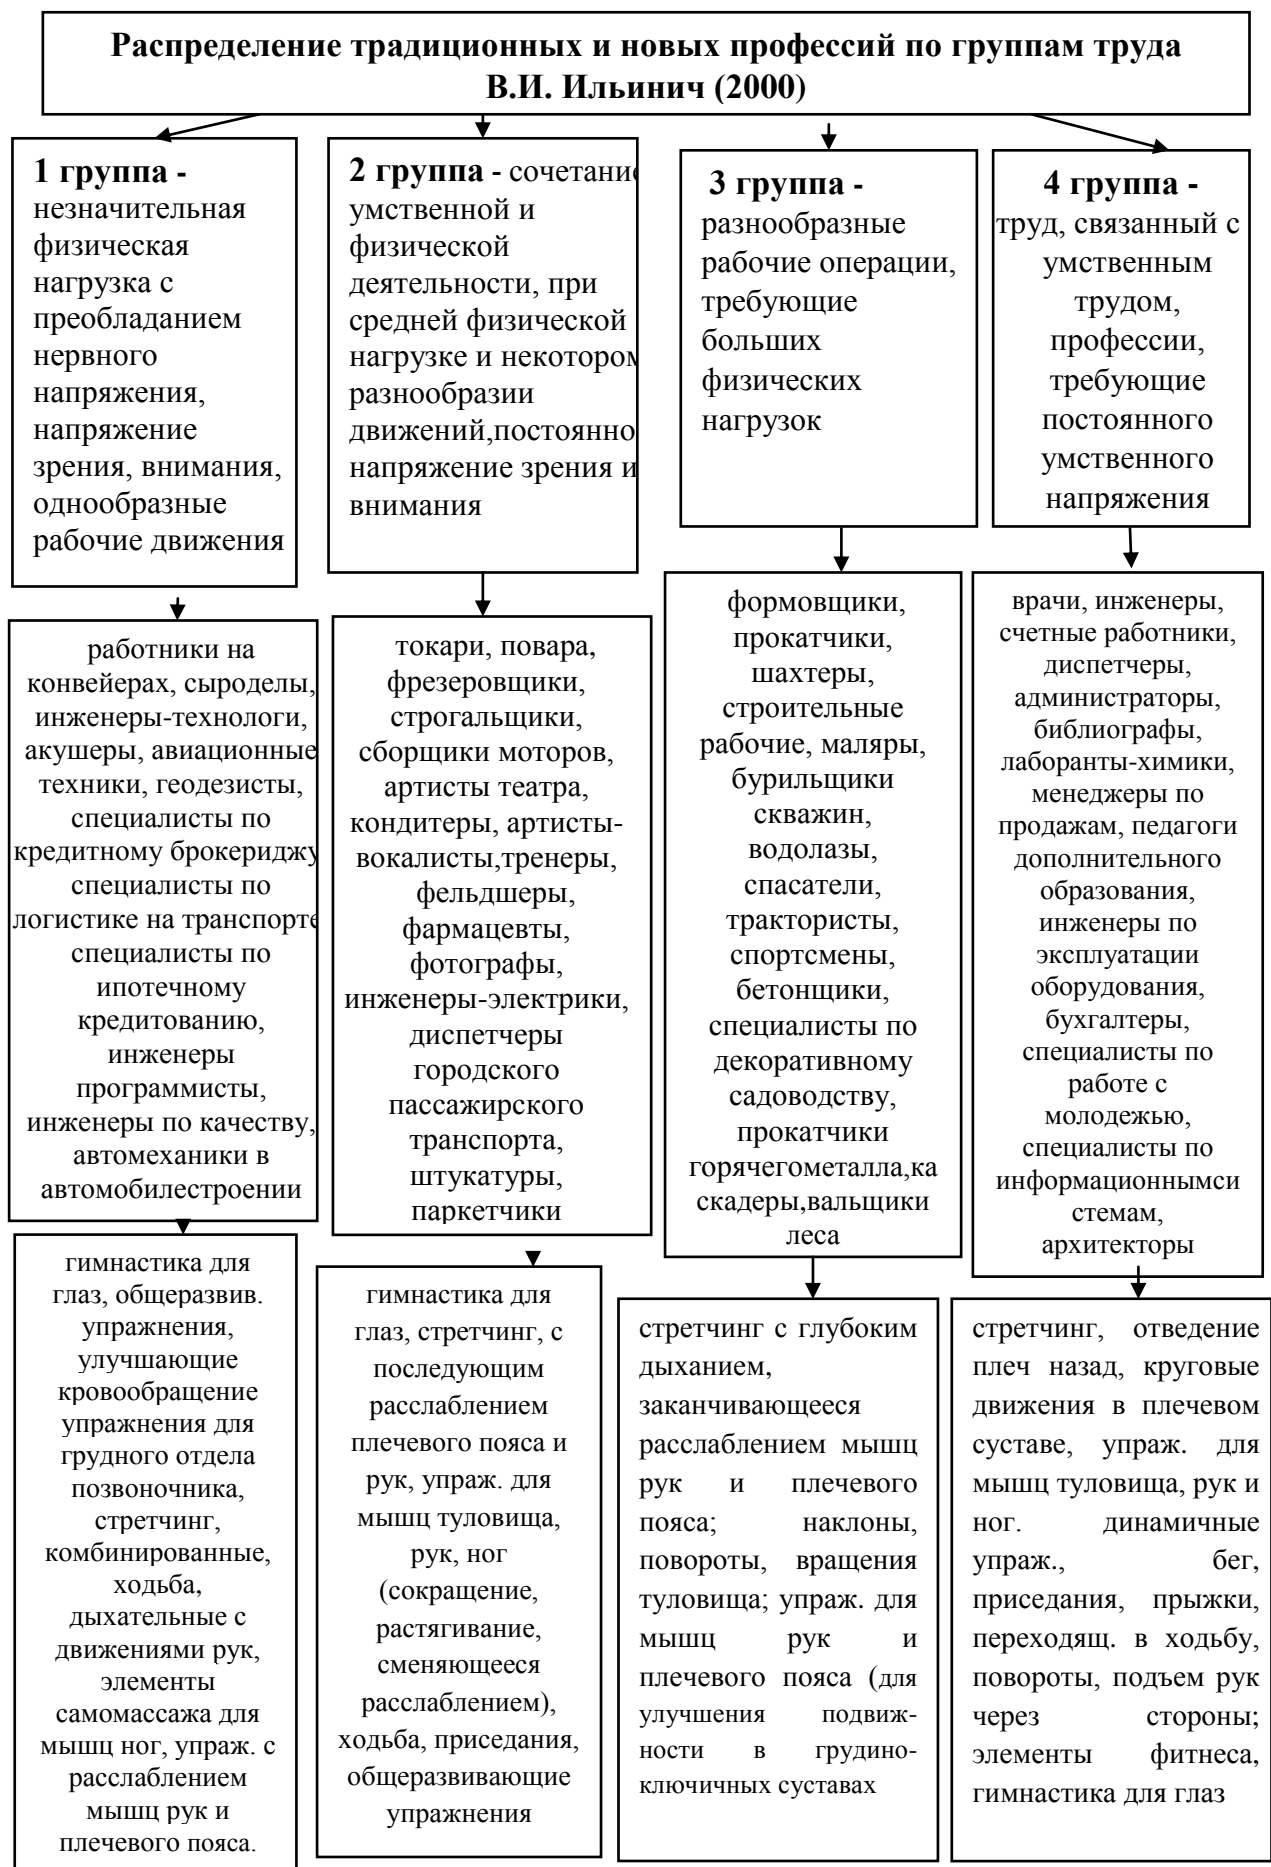 Распределение традиционных и новых профессий по группам труда
В.И. Ильинич (2000)
1 группа -
незначительная
физическая
нагрузка с
преобладанием
нервного
напряжения,
напряжение
зрения, внимания,
однообразные
рабочие движения
2 группа - сочетание
умственной и
физической
деятельности, при
средней физической
нагрузке и некотором
разнообразии
движений,постоянно
напряжение зрения и
внимания
3 группа -
разнообразные
рабочие операции,
требующие
больших
физических
нагрузок
4 группа -
труд, связанный с
умственным
трудом,
профессии,
требующие
постоянного
умственного
напряжения
работники на
конвейерах, сыроделы,
инженеры-технологи,
акушеры, авиационные
техники, геодезисты,
специалисты по
кредитному брокериджу
специалисты по
логистике на транспорте
специалисты по
ипотечному
кредитованию,
инженеры
программисты,
инженеры по качеству,
автомеханики в
автомобилестроении
токари, повара,
фрезеровщики,
строгальщики,
сборщики моторов,
артисты театра,
кондитеры, артисты-
вокалисты,тренеры,
фельдшеры,
фармацевты,
фотографы,
инженеры-электрики,
диспетчеры
городского
пассажирского
транспорта,
штукатуры,
паркетчики
формовщики,
прокатчики,
шахтеры,
строительные
рабочие, маляры,
бурильщики
скважин,
водолазы,
спасатели,
трактористы,
спортсмены,
бетонщики,
специалисты по
декоративному
садоводству,
прокатчики
горячегометалла,ка
скадеры,вальщики
леса
врачи, инженеры,
счетные работники,
диспетчеры,
администраторы,
библиографы,
лаборанты-химики,
менеджеры по
продажам, педагоги
дополнительного
образования,
инженеры по
эксплуатации
оборудования,
бухгалтеры,
специалисты по
работе с
молодежью,
специалисты по
информационнымси
стемам,
архитекторы
гимнастика для
глаз, общеразвив.
упражнения,
улучшающие
кровообращение
упражнения для
грудного отдела
позвоночника,
стретчинг,
комбинированные,
ходьба,
дыхательные с
движениями рук,
элементы
самомассажа для
мышц ног, упраж. с
расслаблением
мышц рук и
плечевого пояса.
гимнастика для
глаз, стретчинг, с
последующим
расслаблением
плечевого пояса и
рук, упраж. для
мышц туловища,
рук, ног
(сокращение,
растягивание,
сменяющееся
расслаблением),
ходьба, приседания,
общеразвивающие
упражнения
стретчинг с глубоким
дыханием,
заканчивающееся
расслаблением мышц
рук и плечевого
пояса; наклоны,
повороты, вращения
туловища; упраж. для
мышц рук и
плечевого пояса (для
улучшения подвиж-
ности в грудино-
ключичных суставах
стретчинг, отведение
плеч назад, круговые
движения в плечевом
суставе, упраж. для
мышц туловища, рук и
ног. динамичные
упраж., бег,
приседания, прыжки,
переходящ. в ходьбу,
повороты, подъем рук
через стороны;
элементы фитнеса,
гимнастика для глаз